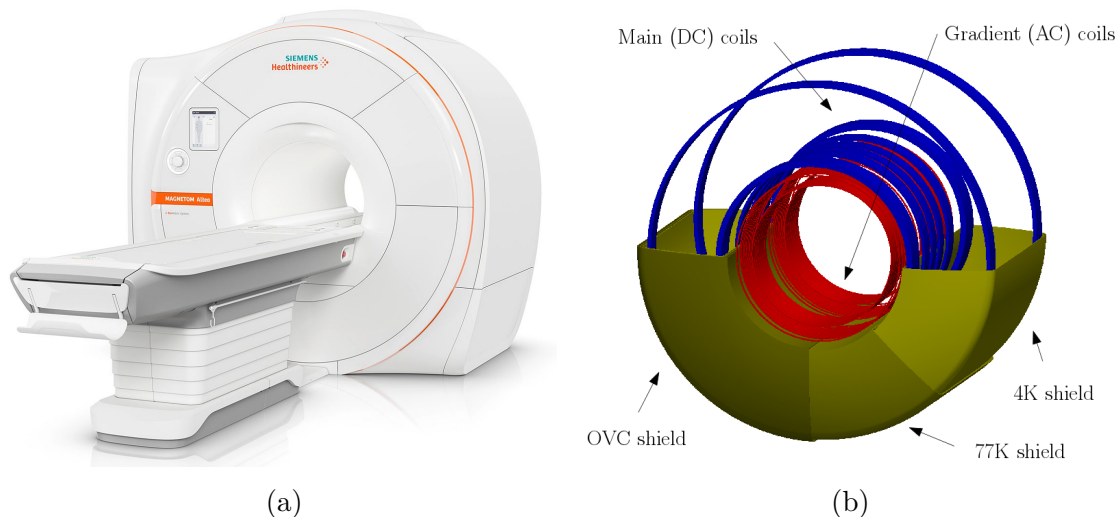 SIEMENS
Healthineers
MAGNETOM Altea
(a)
Main (DC) coils
Gradient (AC) coils
OVC shield
4K shield
77K shield
(b)